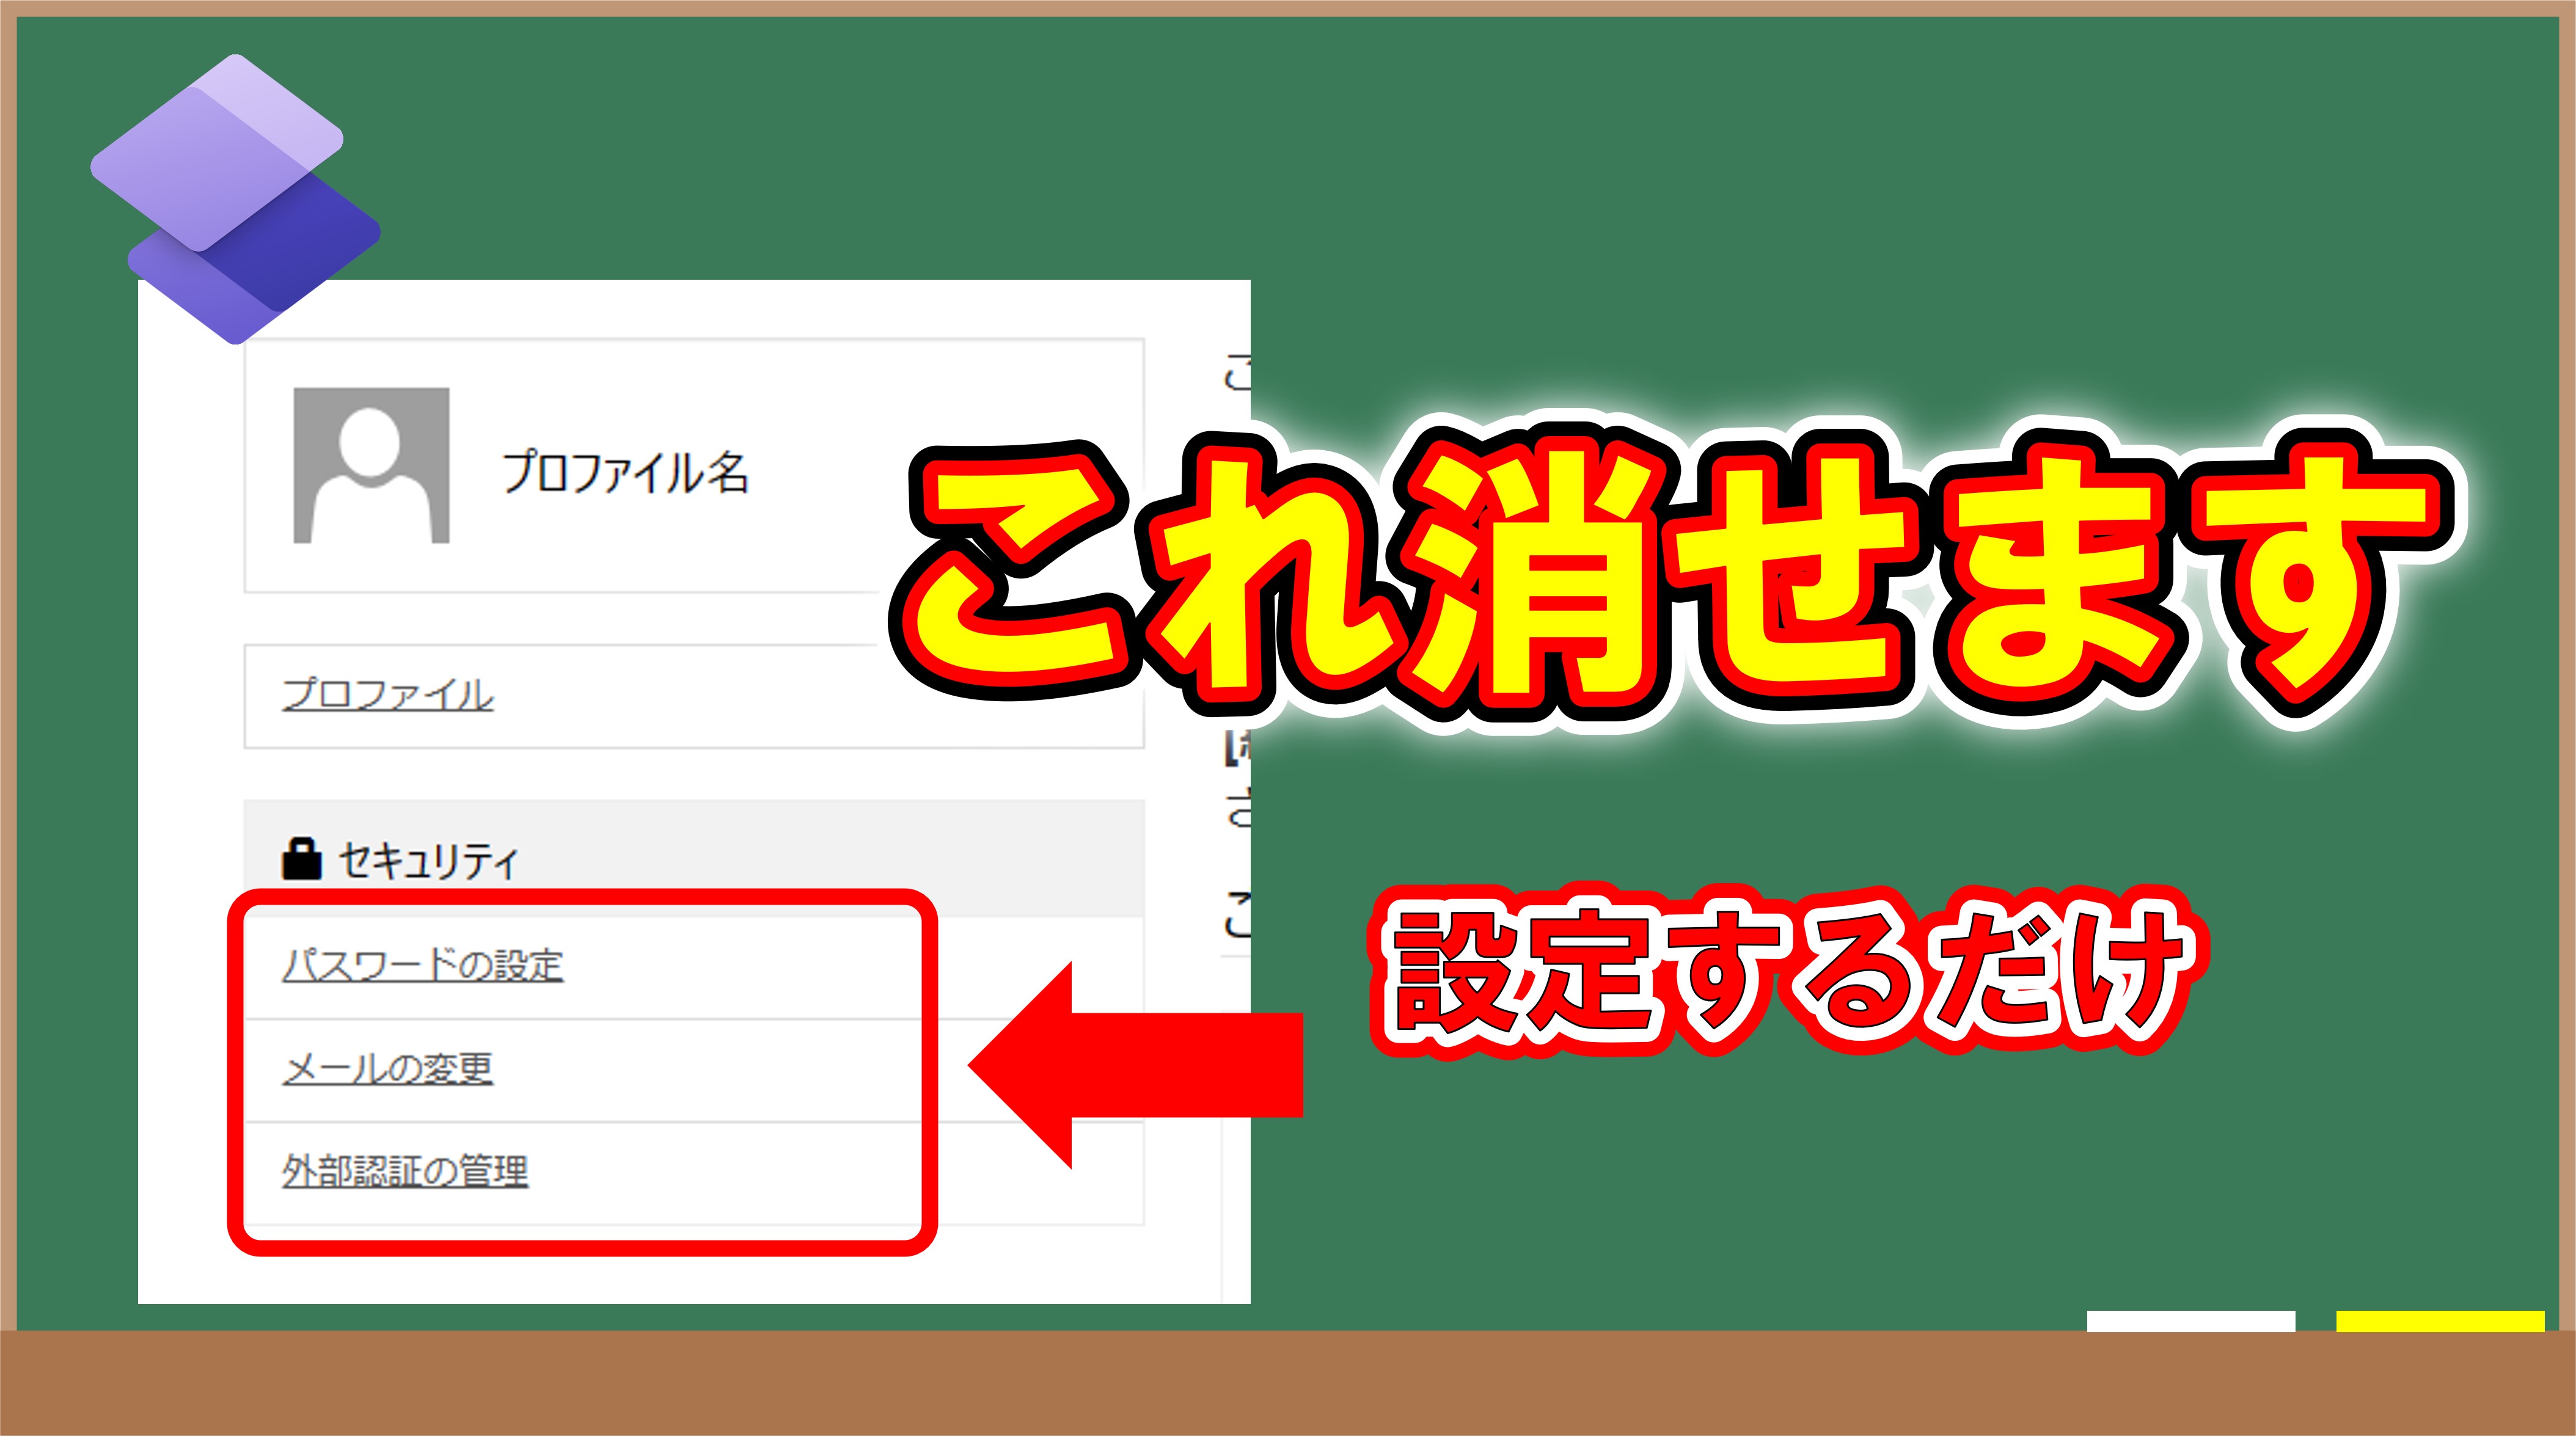 プロファイル名
これ消せます
プロファイル
セキュリティ
パスワードの設定
メールの変更
外部認証の管理
設定するだけ